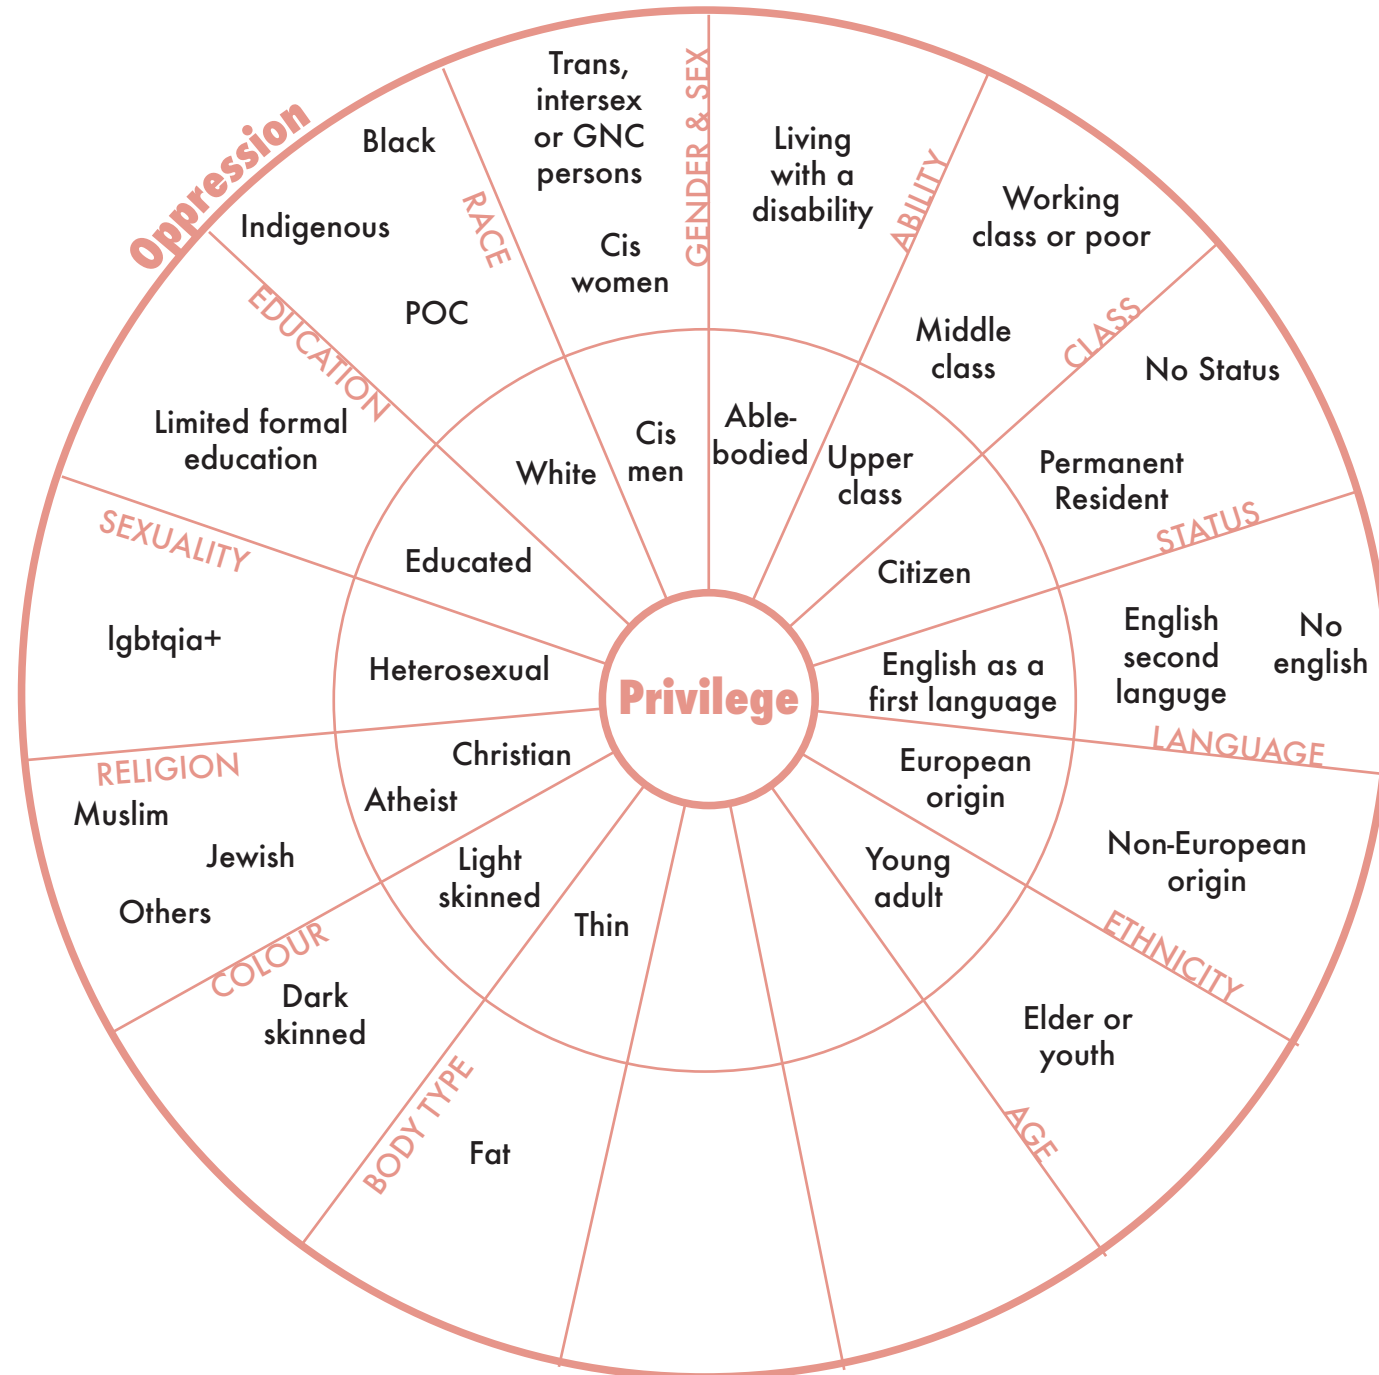 Oppression
Privilege
GENDER & SEX
Trans,
intersex
or GNC
persons
Cis
women
Cis
men
ABILITY
Living
with a
disability
Able-
bodied
CLASS
Working
class or poor
Middle
class
Upper
class
STATUS
No Status
Permanent
Resident
Citizen
LANGUAGE
English
second
languge
No
english
English as a
first language
ETHNICITY
Non-European
origin
European
origin
AGE
Elder or
youth
Young
adult
BODY TYPE
Fat
Thin
COLOUR
Dark
skinned
Light
skinned
RELIGION
Muslim
Jewish
Others
Christian
Atheist
SEXUALITY
lgbtqia+
Heterosexual
EDUCATION
Limited formal
education
Educated
RACE
Black
Indigenous
POC
White